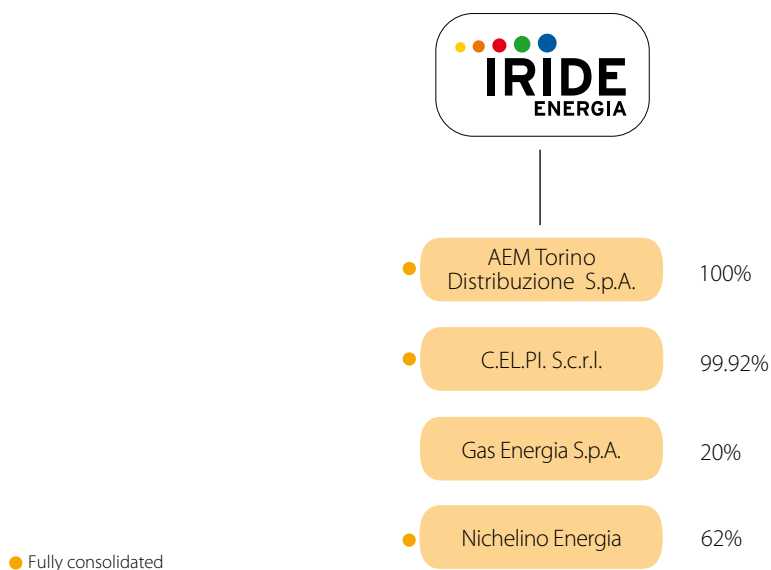 IRIDE
ENERGIA
AEM Torino
Distribuzione S.p.A.
100%
C.EL.PI. S.c.r.l.
99.92%
Gas Energia S.p.A.
20%
Nichelino Energia
62%
Fully consolidated